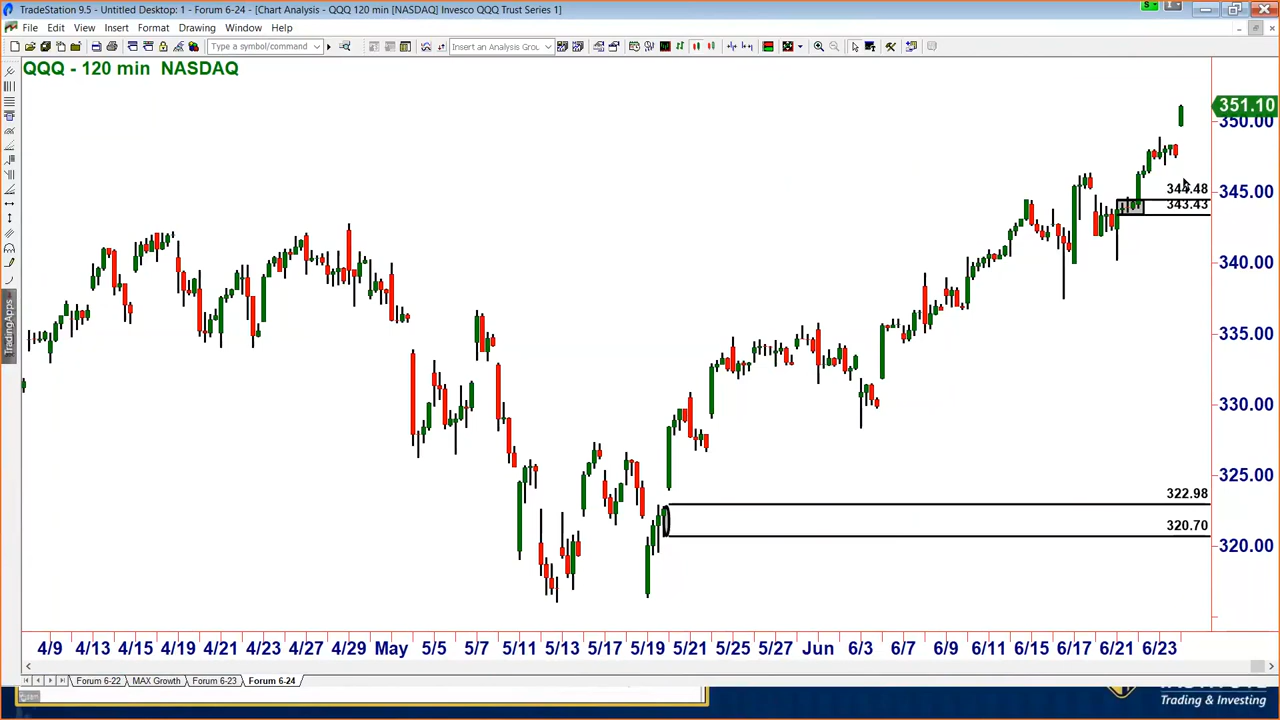 TradeStation 9.5 - Untitled Desktop: 1 - Forum 6-24 - [Chart Analysis - QQQ 120 min [NASDAQ] Invesco QQQ Trust Series 1]
File Edit View Insert Format Drawing Window Help
Type a symbol/command
Insert an Analysis Grou
QQQ - 120 min NASDAQ
351.10
350.00
344.48
345.00
343.43
340.00
335.00
330.00
325.00
322.98
320.70
320.00
TradingApps
4/9 4/13 4/15 4/19 4/21 4/23 4/27 4/29 May 5/5 5/7 5/11 5/13 5/17 5/19 5/21 5/25 5/27 Jun 6/3 6/7 6/9 6/11 6/15 6/17 6/21 6/23
Forum 6-22 MAX Growth Forum 6-23 Forum 6-24
Trading & Investing